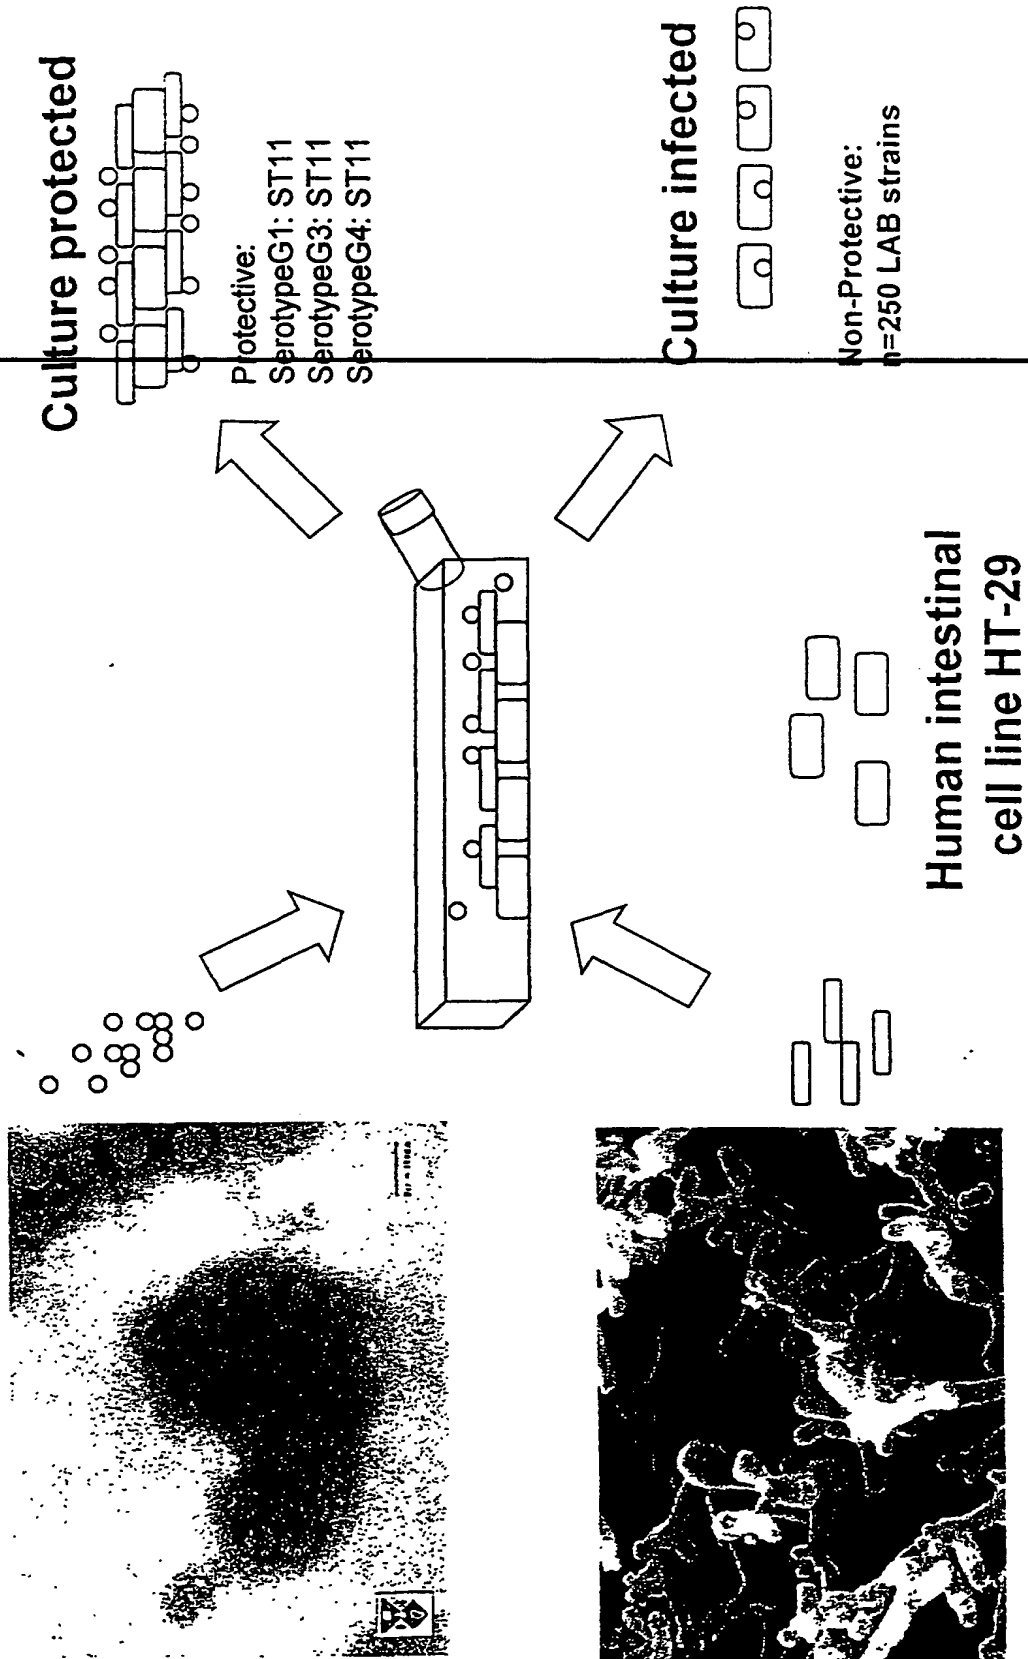 Culture protected
Protective:
SerotypeG1: ST11
SerotypeG3: ST11
SerotypeG4: ST11
Culture infected
Non-Protective:
n=250 LAB strains
Human intestinal
cell line HT-29